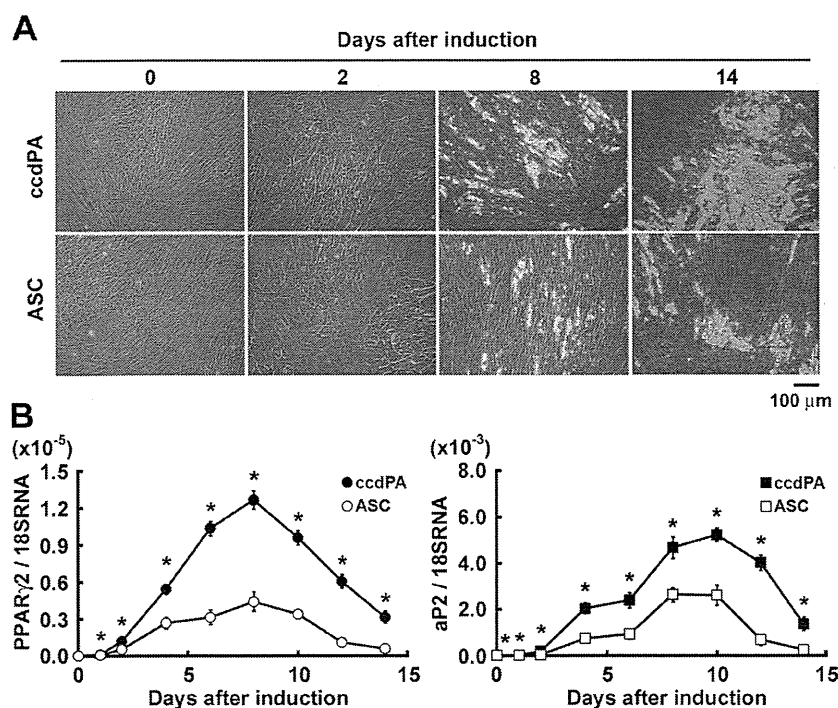 A
Days after induction
0 2 8 14
ccdPA
ASC
100 μm
B
(x10⁻⁵)
PPARγ2 / 18SRNA
1.5
1.2
0.9
0.6
0.3
0.0
* * * * * * * * *
ccdPA
ASC
0 5 10 15
Days after induction
(x10⁻³)
aP2 / 18SRNA
8.0
6.0
4.0
2.0
0.0
* * * * * * * * * *
ccdPA
ASC
0 5 10 15
Days after induction